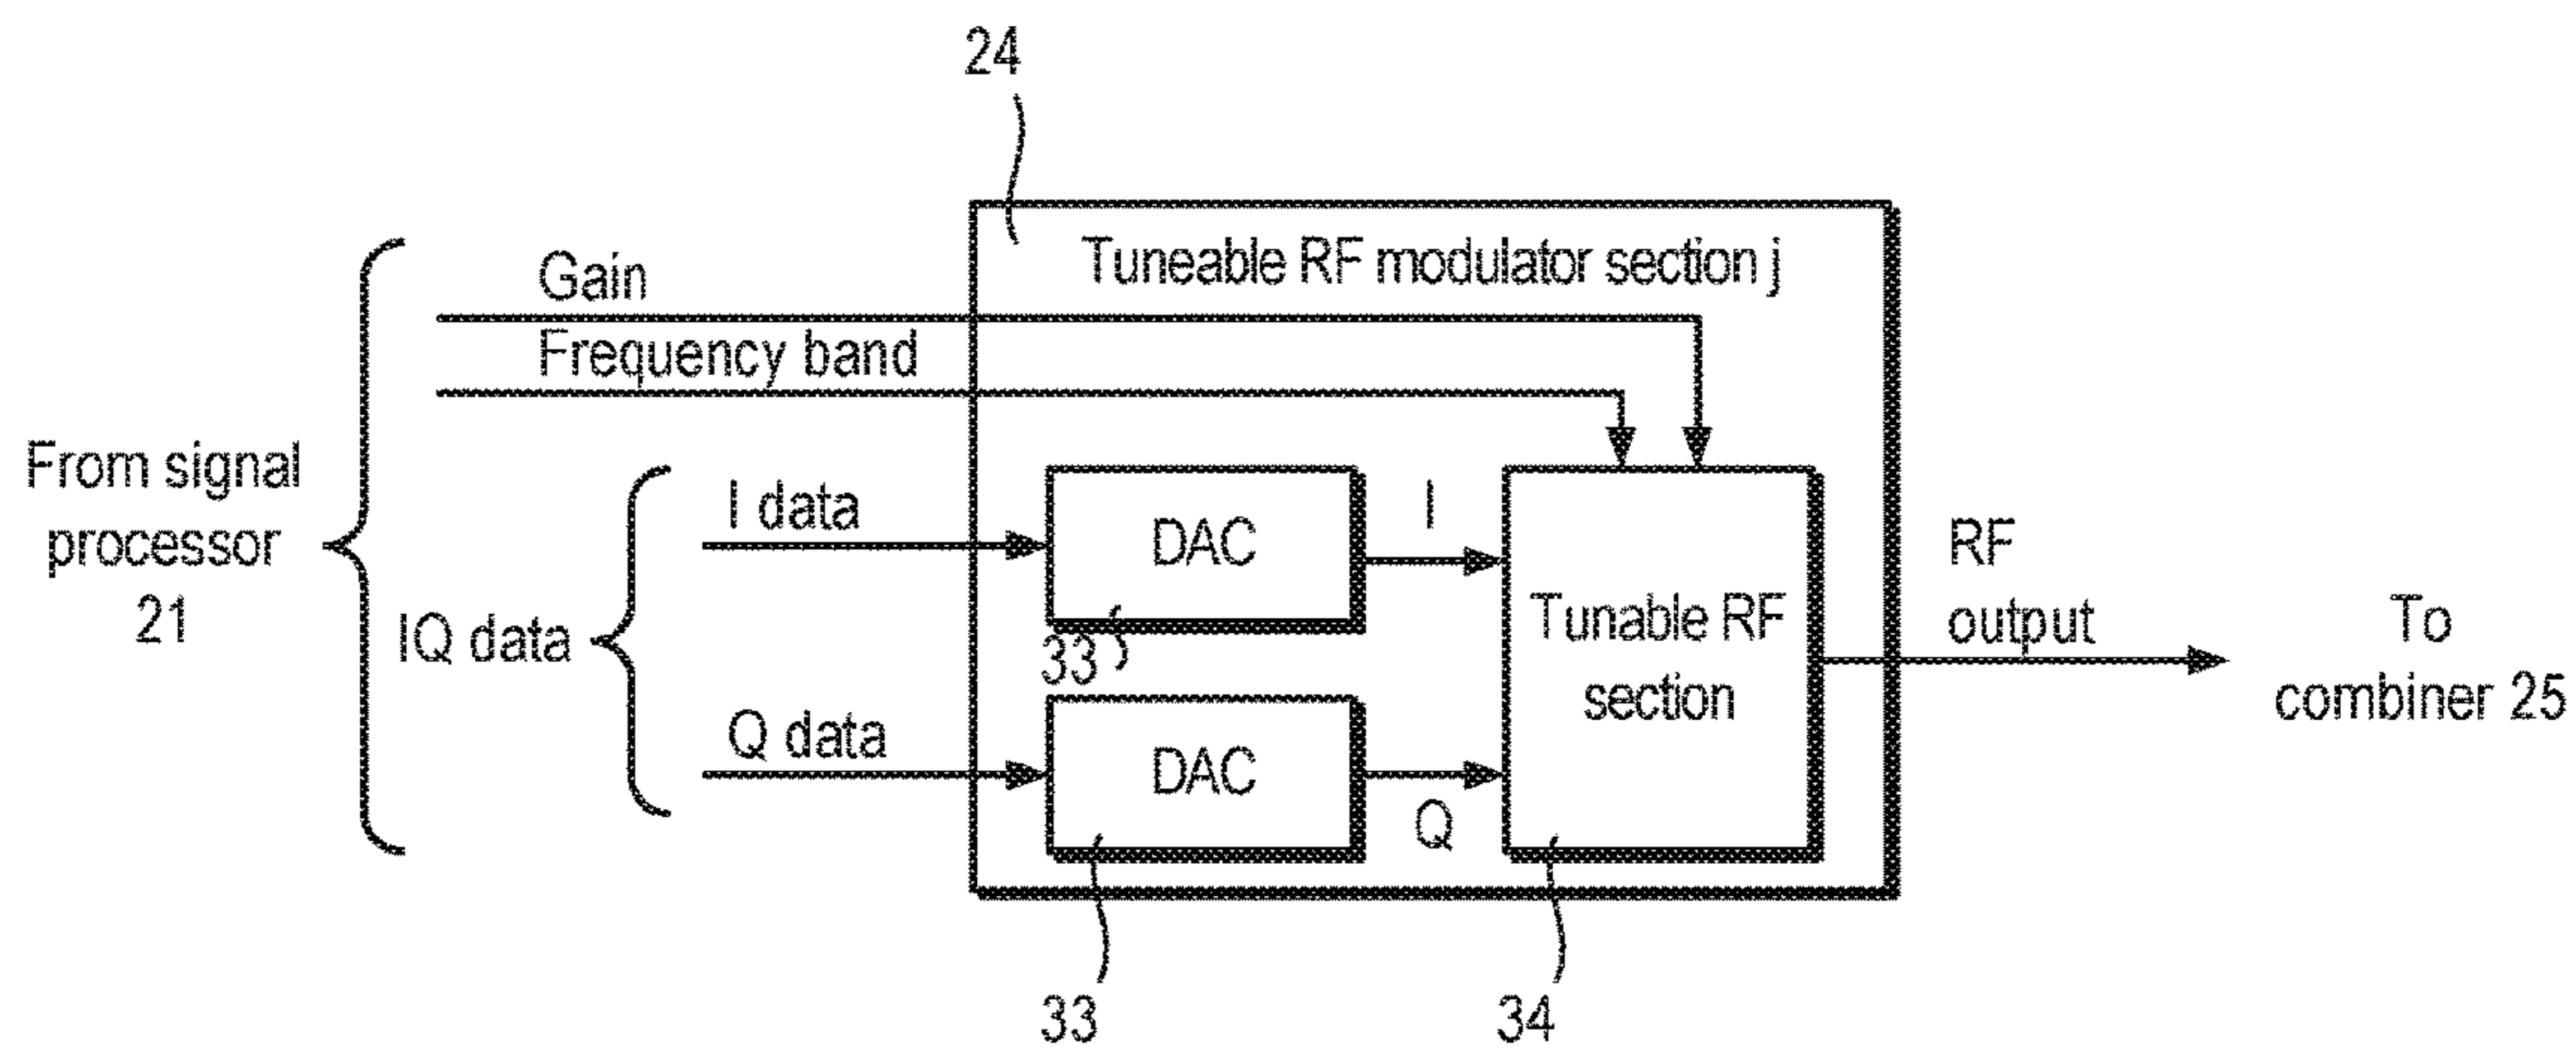 24
Tuneable RF modulator section j
Gain
Frequency band
From signal
processor
21
IQ data
I data
DAC
I
33
Q data
DAC
Q
Tunable RF
section
RF
output
To
combiner 25
33
34